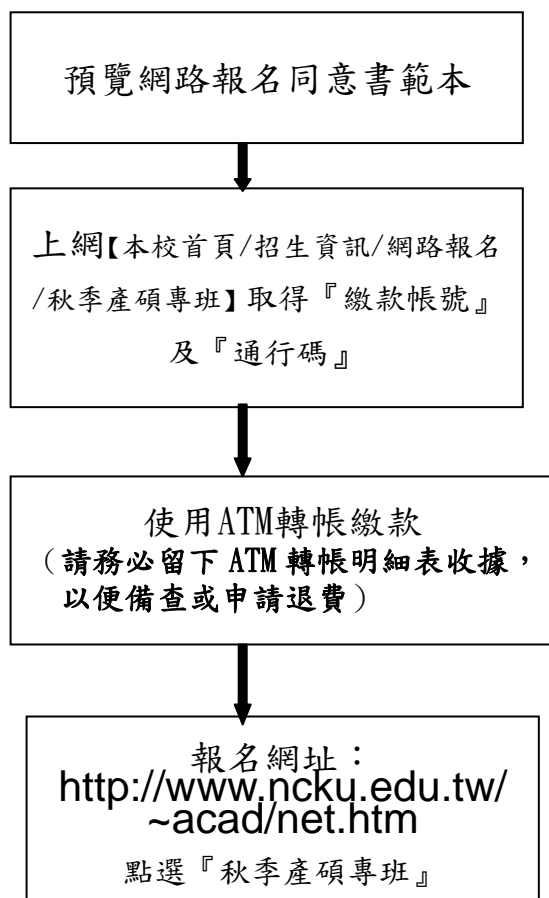 預覽網路報名同意書範本
上網【本校首頁/招生資訊/網路報名
/秋季產碩專班】取得『繳款帳號』
及『通行碼』
使用ATM轉帳繳款
（請務必留下 ATM 轉帳明細表收據，
以便備查或申請退費）
報名網址：
http://www.ncku.edu.tw/
~acad/net.htm
點選『秋季產碩專班』